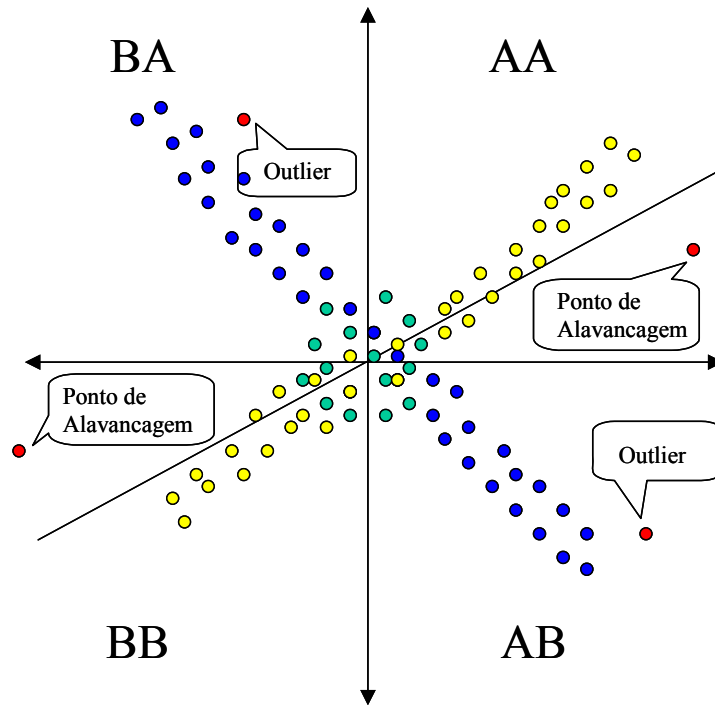 BA
AA
Outlier
Ponto de
Alavancagem
Ponto de
Alavancagem
Outlier
BB
AB